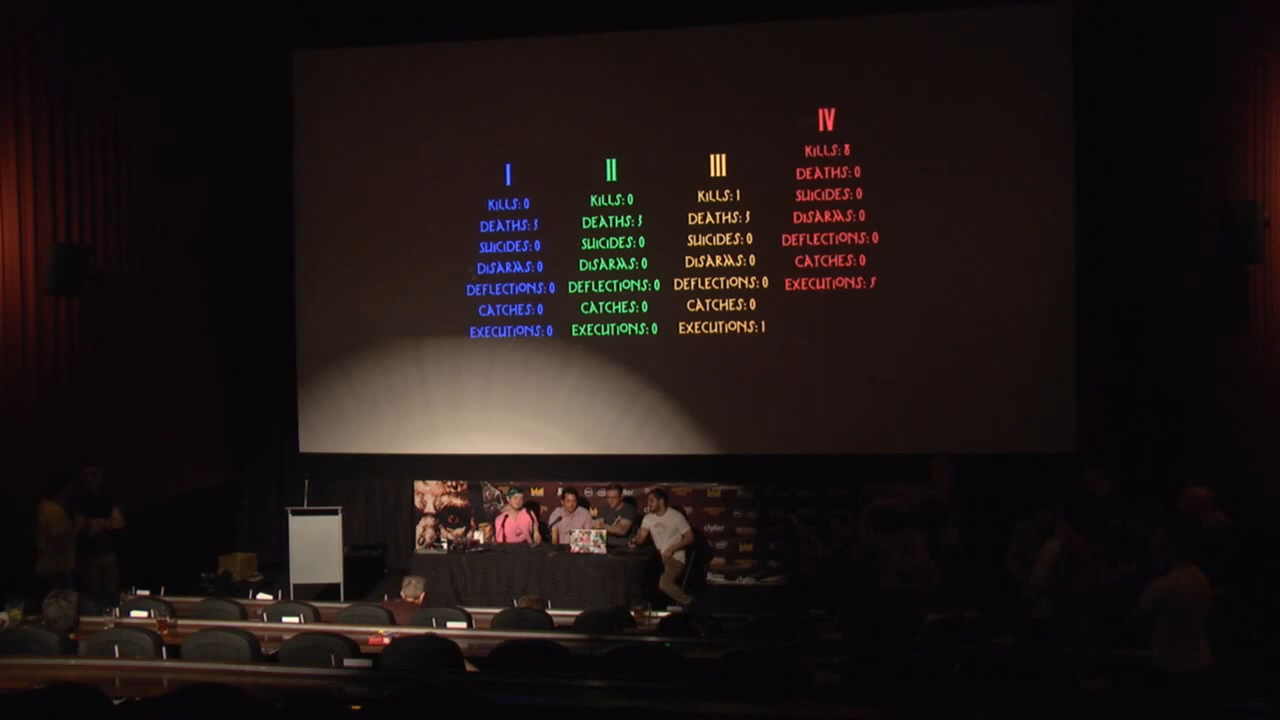 I
KILLS: 0
DEATHS: 3
SUICIDES: 0
DISARMS: 0
DEFLECTIONS: 0
CATCHES: 0
EXECUTIONS: 0
II
KILLS: 0
DEATHS: 3
SUICIDES: 0
DISARMS: 0
DEFLECTIONS: 0
CATCHES: 0
EXECUTIONS: 0
III
KILLS: 1
DEATHS: 3
SUICIDES: 0
DISARMS: 0
DEFLECTIONS: 0
CATCHES: 0
EXECUTIONS: 1
IV
KILLS: 8
DEATHS: 0
SUICIDES: 0
DISARMS: 0
DEFLECTIONS: 0
CATCHES: 0
EXECUTIONS: 5